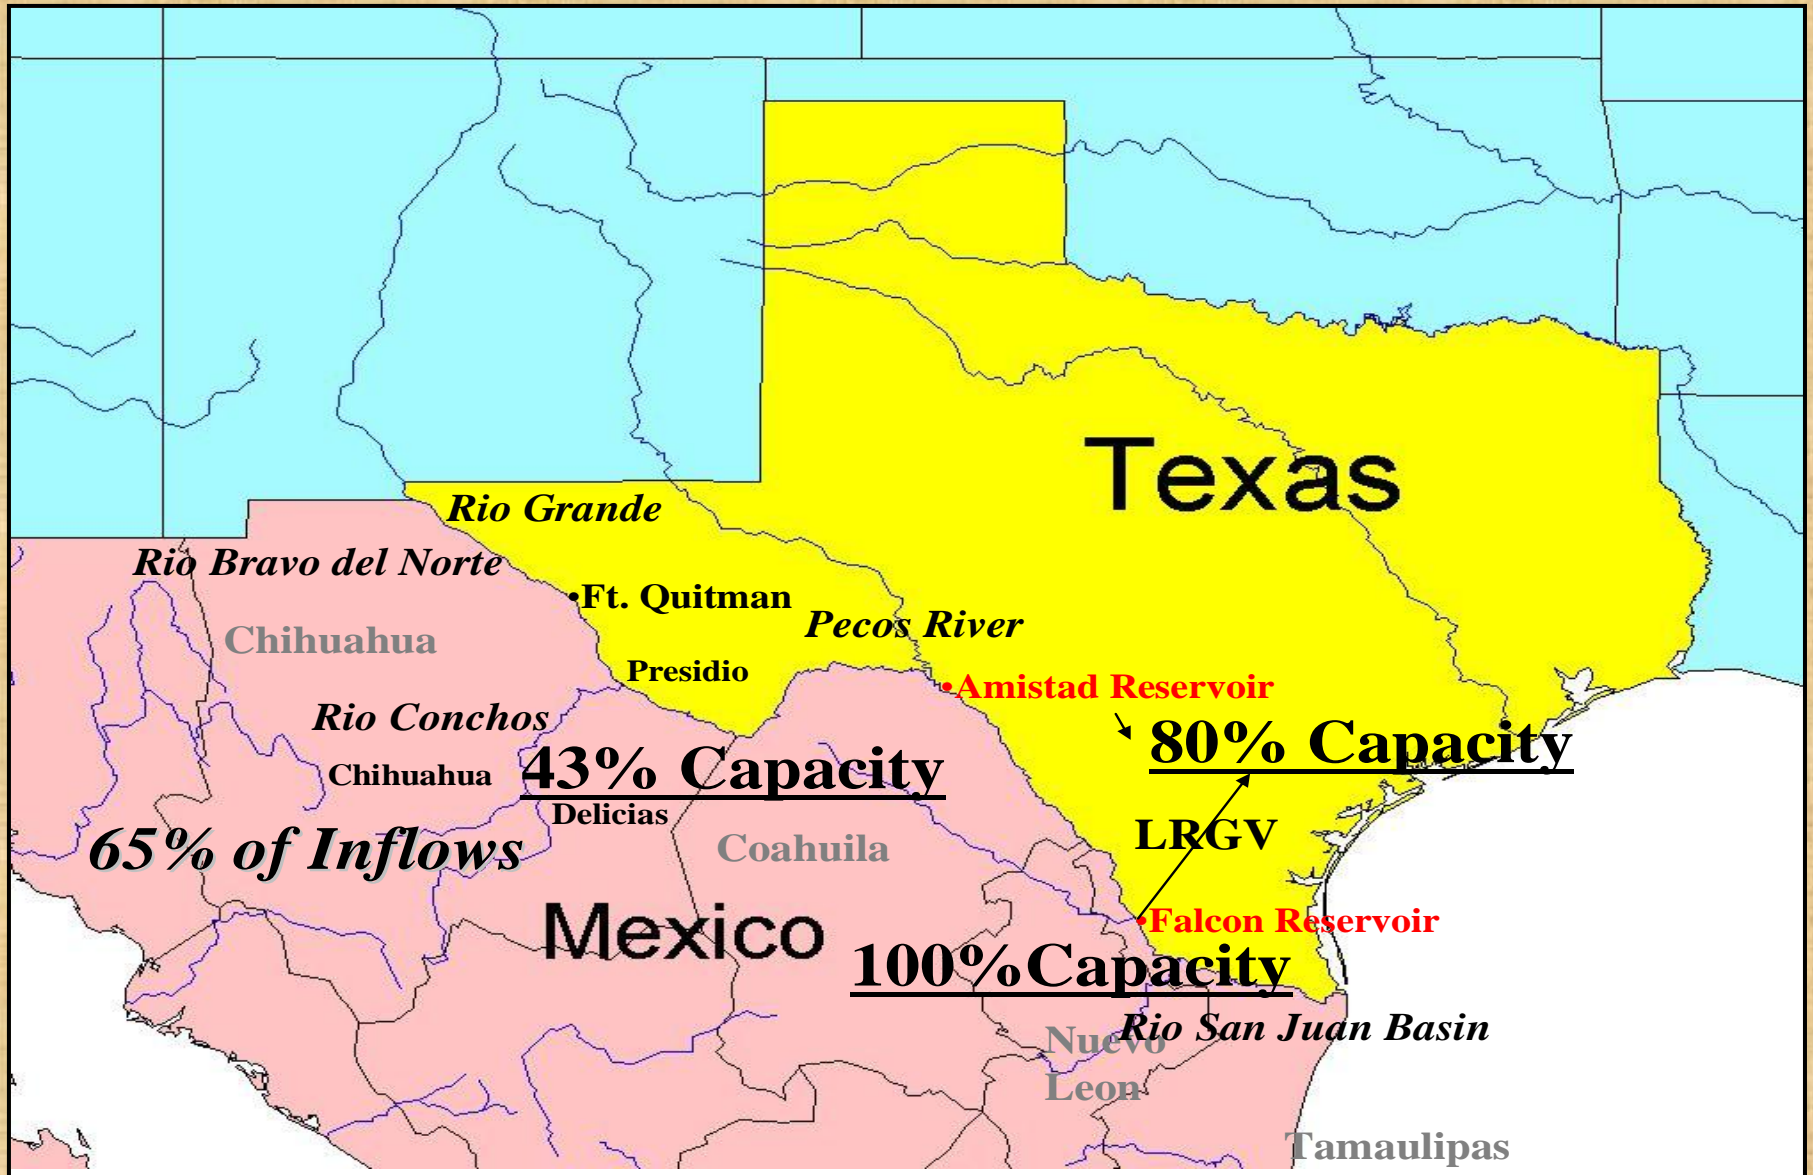 Texas
Rio Grande
Rio Bravo del Norte
•Ft. Quitman
Pecos River
Chihuahua
Presidio
•Amistad Reservoir
Rio Conchos
80% Capacity
43% Capacity
Chihuahua
Delicias
LRGV
65% of Inflows
Coahuila
Mexico
•Falcon Reservoir
100%Capacity
Rio San Juan Basin
Nuevo
Leon
Tamaulipas